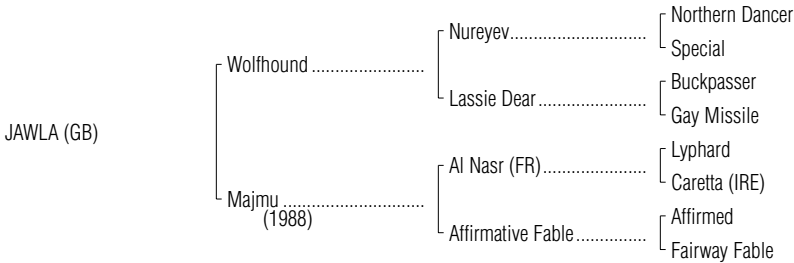 Northern Dancer
Nureyev
Special
Wolfhound
Buckpasser
Lassie Dear
Gay Missile
JAWLA (GB)
Lyphard
Al Nasr (FR)
Caretta (IRE)
Majmu
(1988)
Affirmed
Affirmative Fable
Fairway Fable